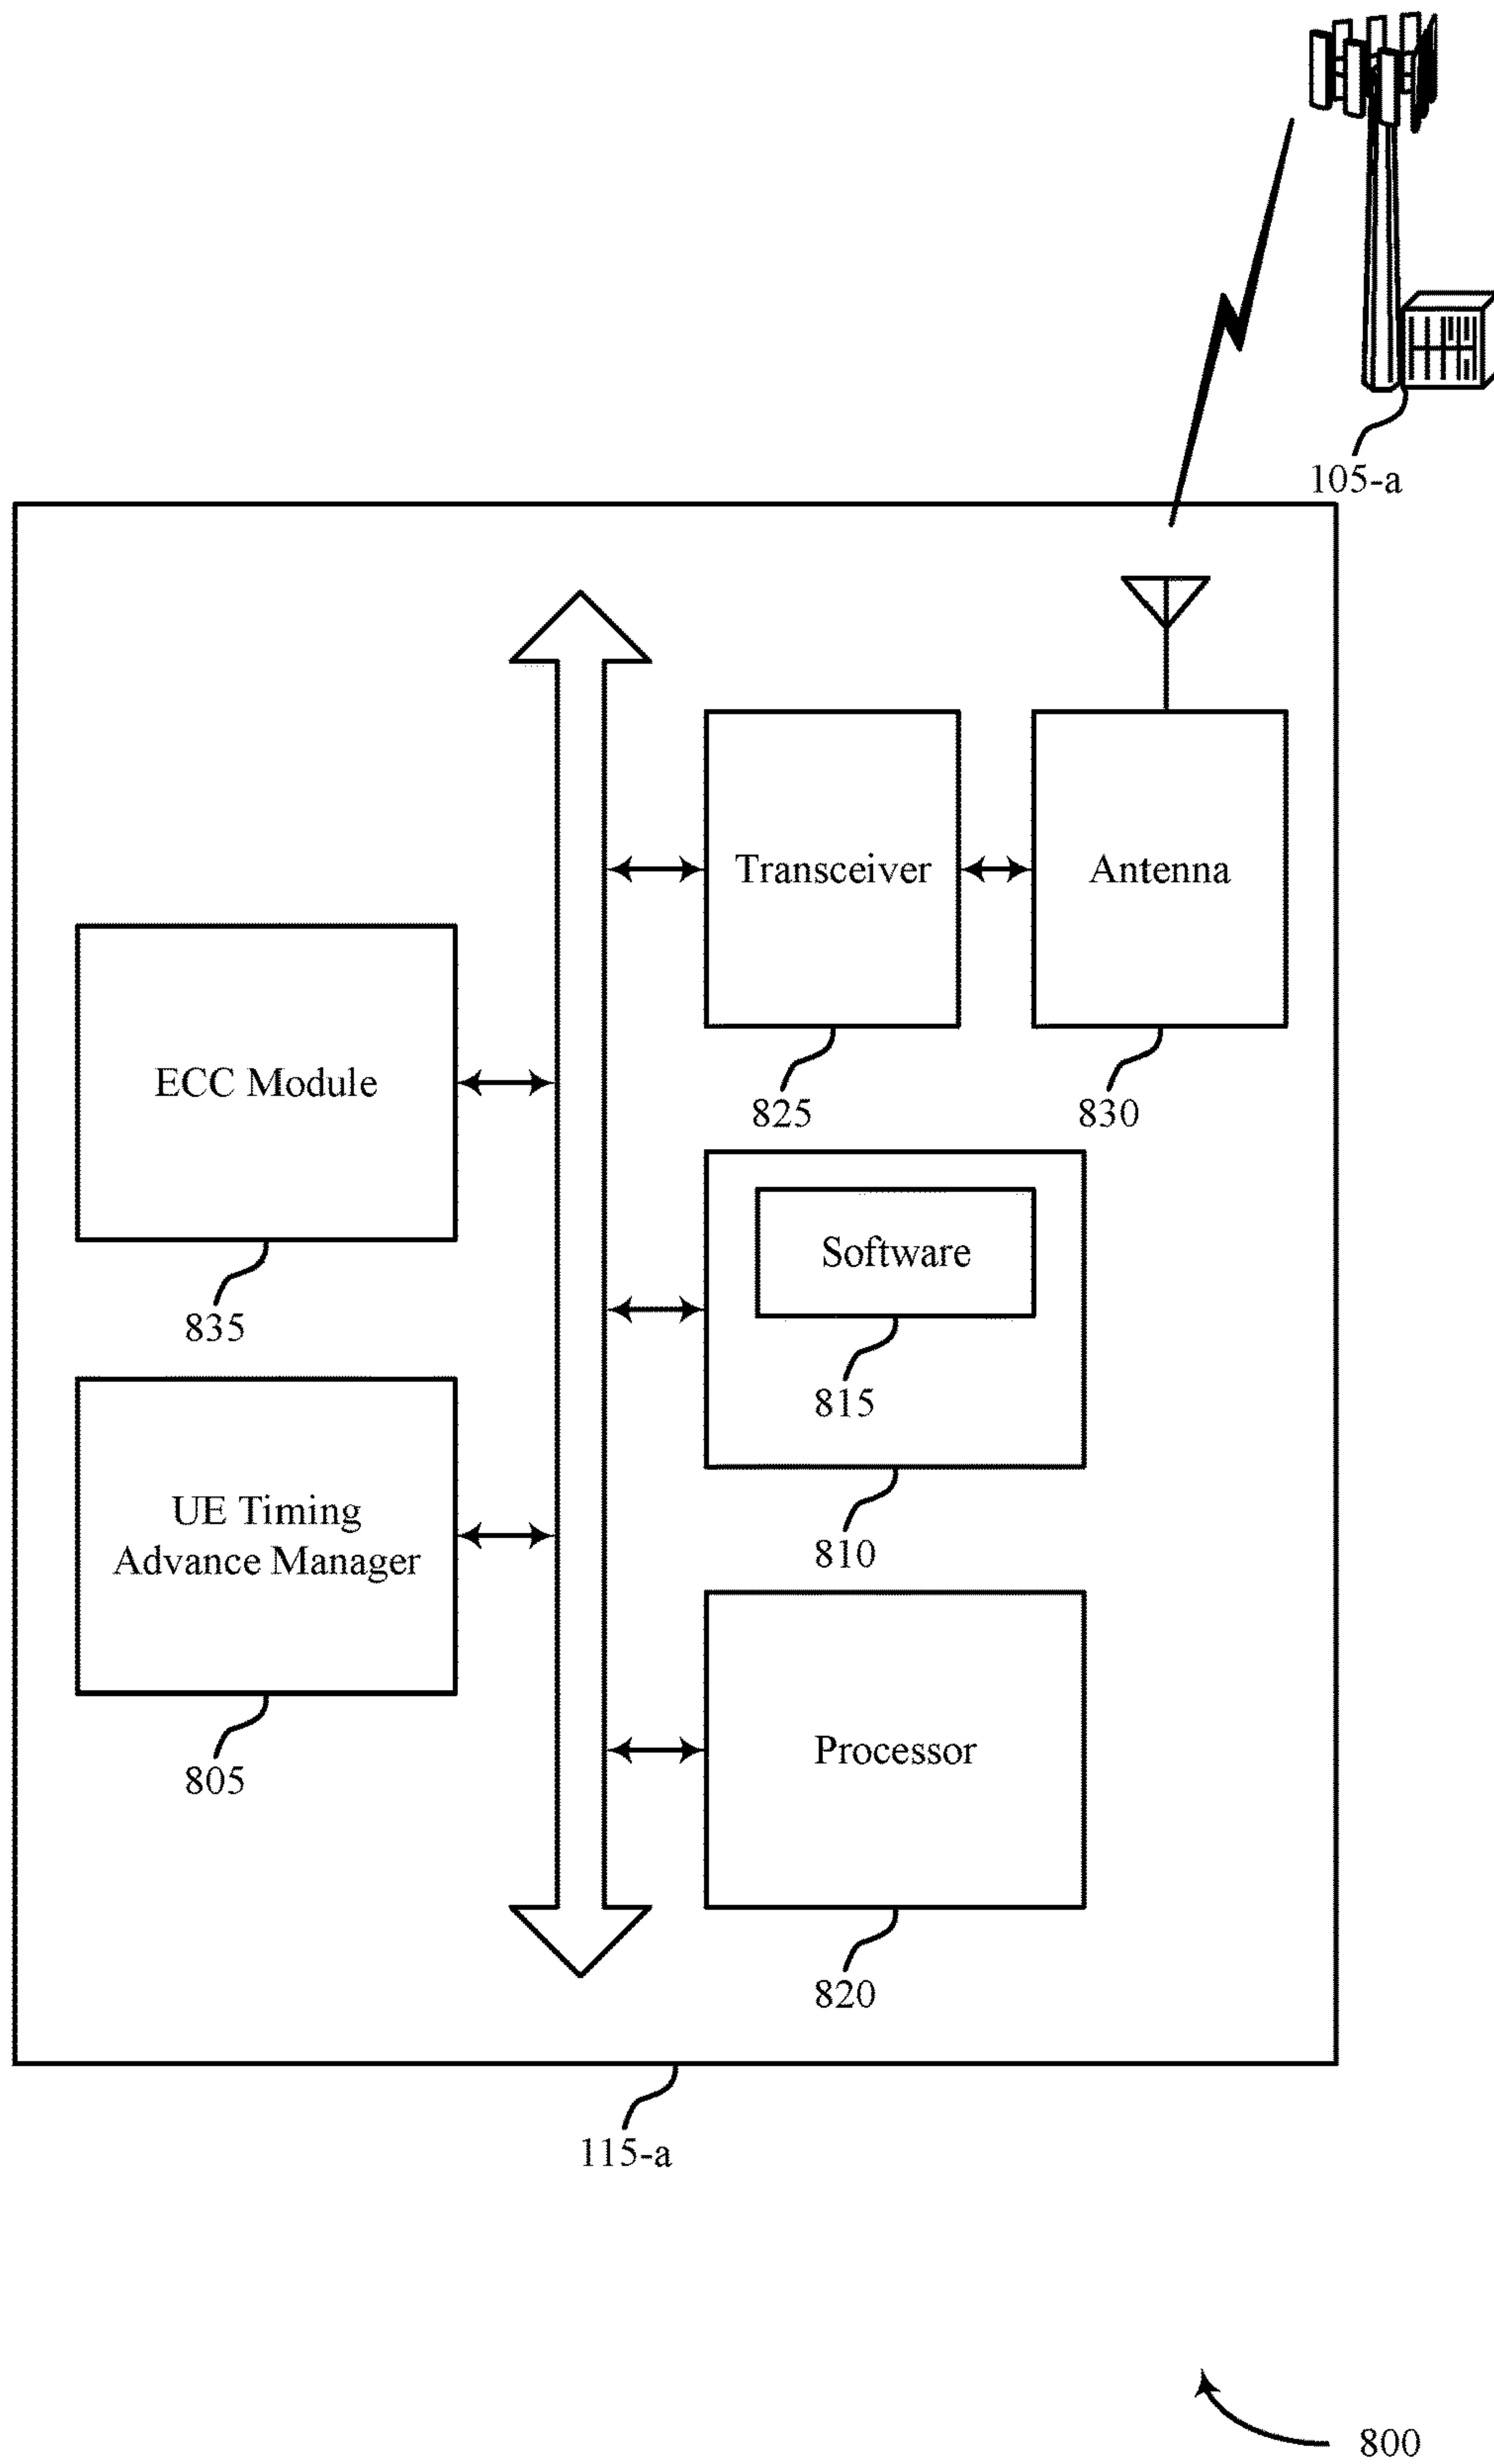 105-a
Transceiver
Antenna
825
830
ECC Module
835
Software
815
810
UE Timing
Advance Manager
805
Processor
820
115-a
800